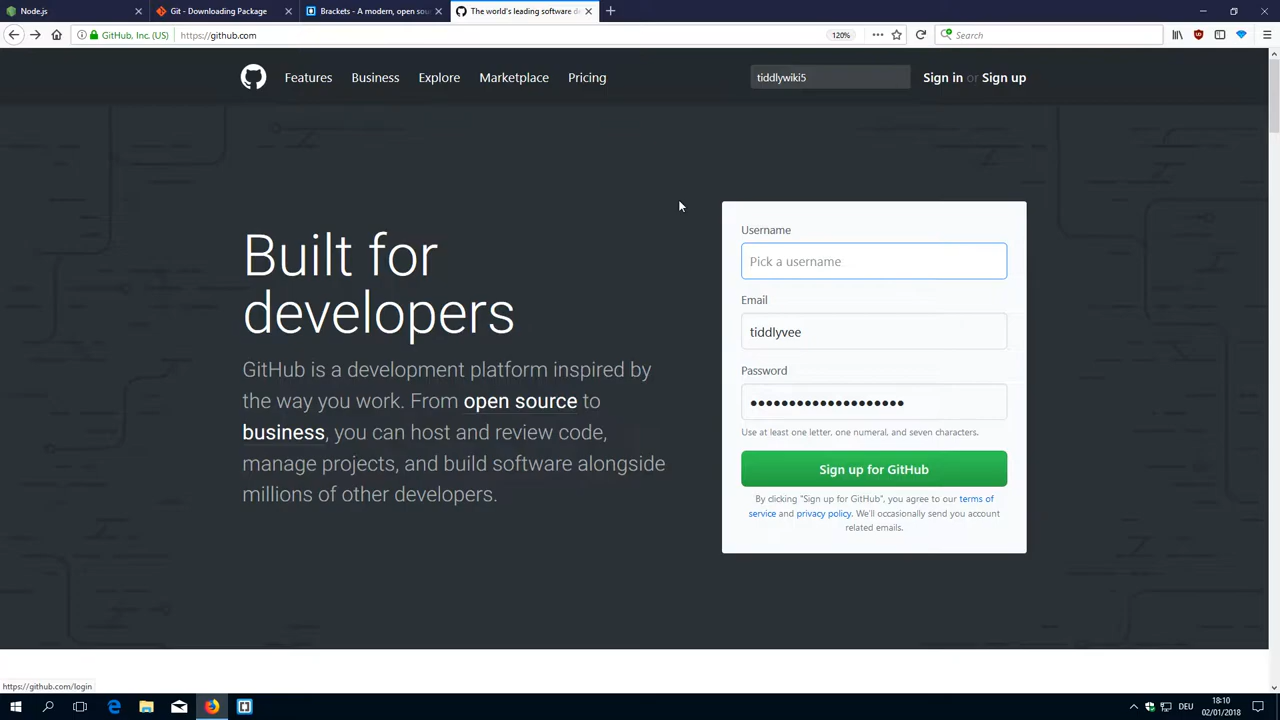 Node.js
Git - Downloading Package
Brackets - A modern, open sou
The world's leading software d
GitHub, Inc. (US)
https://github.com
120%
Search
Features
Business
Explore
Marketplace
Pricing
tiddlywiki5
Sign in or Sign up
Built for
developers
GitHub is a development platform inspired by
the way you work. From open source to
business, you can host and review code,
manage projects, and build software alongside
millions of other developers.
Username
Pick a username
Email
tiddlyvee
Password
●●●●●●●●●●●●●●●●●●●●
Use at least one letter, one numeral, and seven characters.
Sign up for GitHub
By clicking "Sign up for GitHub", you agree to our terms of
service and privacy policy. We'll occasionally send you account
related emails.
https://github.com/login
DEU
18:10
02/01/2018